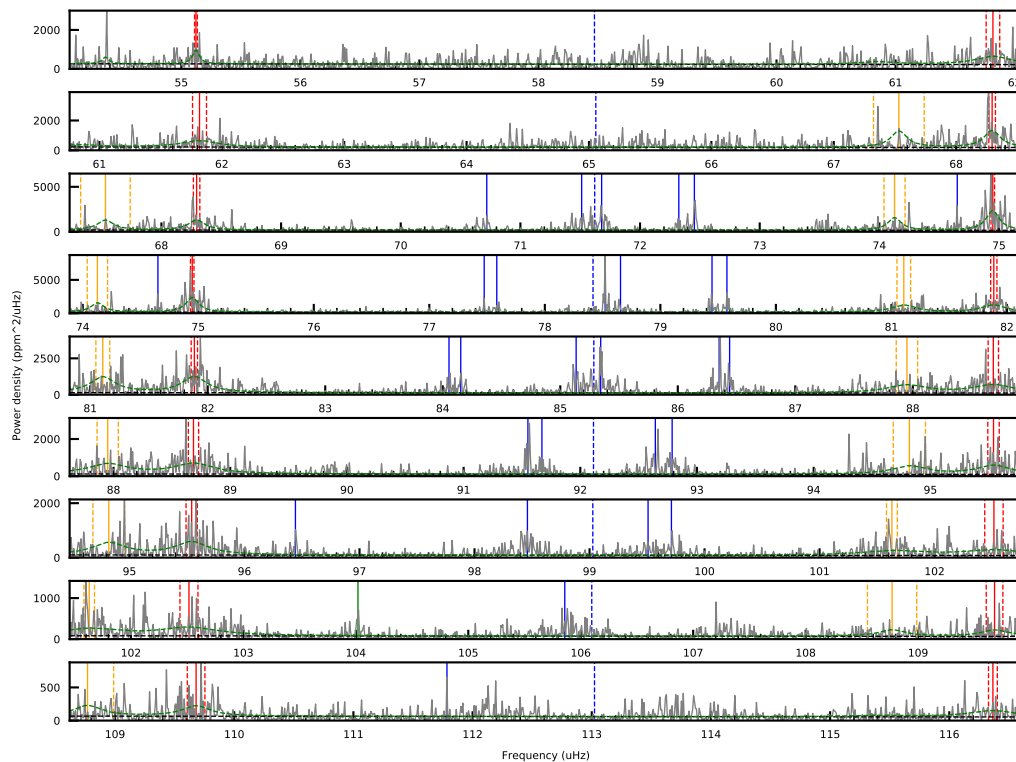 2000
0
55 56 57 58 59 60 61 62
2000
0
61 62 63 64 65 66 67 68
5000
0
68 69 70 71 72 73 74 75
5000
0
74 75 76 77 78 79 80 81 82
2500
0
81 82 83 84 85 86 87 88
2000
0
88 89 90 91 92 93 94 95
2000
0
95 96 97 98 99 100 101 102
1000
0
102 103 104 105 106 107 108 109
500
0
109 110 111 112 113 114 115 116
Power density (ppm^2/uHz)
Frequency (uHz)